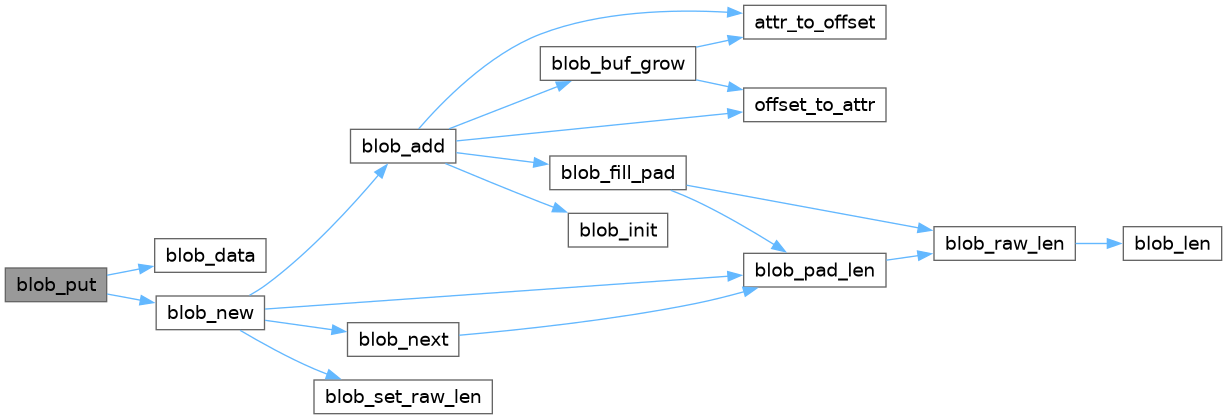 blob_put
blob_data
blob_new
blob_add
blob_next
blob_set_raw_len
blob_buf_grow
blob_fill_pad
blob_init
attr_to_offset
offset_to_attr
blob_pad_len
blob_raw_len
blob_len